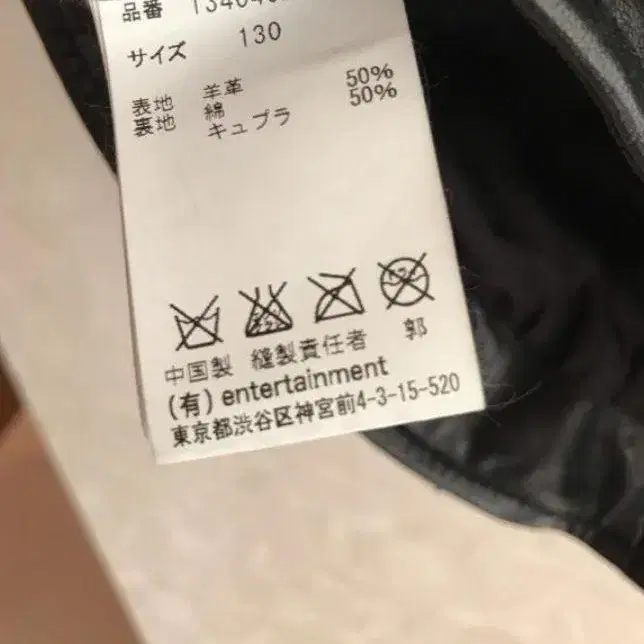 品番
サイズ 130
表地 羊革
裏地 綿 50%
キュプラ 50%
中国製 縫製責任者 郭
(有) entertainment
東京都渋谷区神宮前4-3-15-520